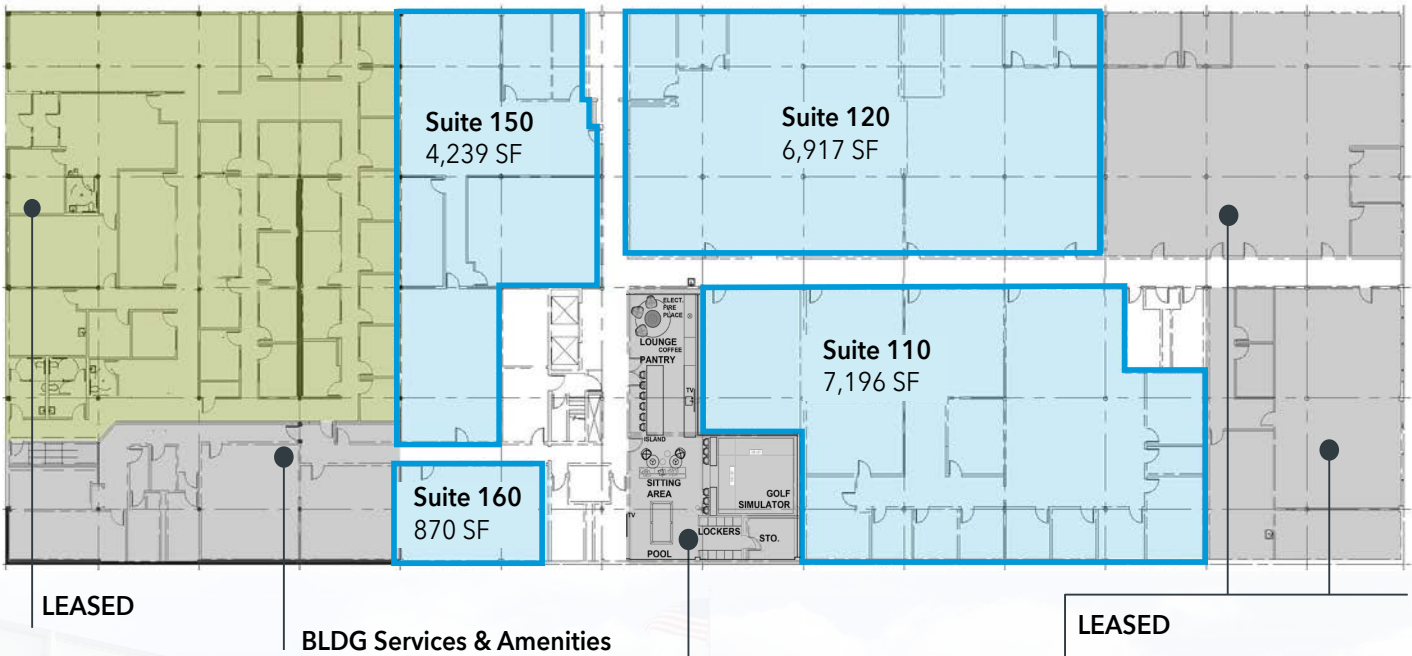 Suite 150
4,239 SF
Suite 120
6,917 SF
ELECT.
FIRE
PLACE
LOUNGE
COFFEE
PANTRY
TV
ISLAND
SITTING
AREA
GOLF
SIMULATOR
TV
LOCKERS
STO.
POOL
Suite 110
7,196 SF
Suite 160
870 SF
LEASED
BLDG Services & Amenities
LEASED